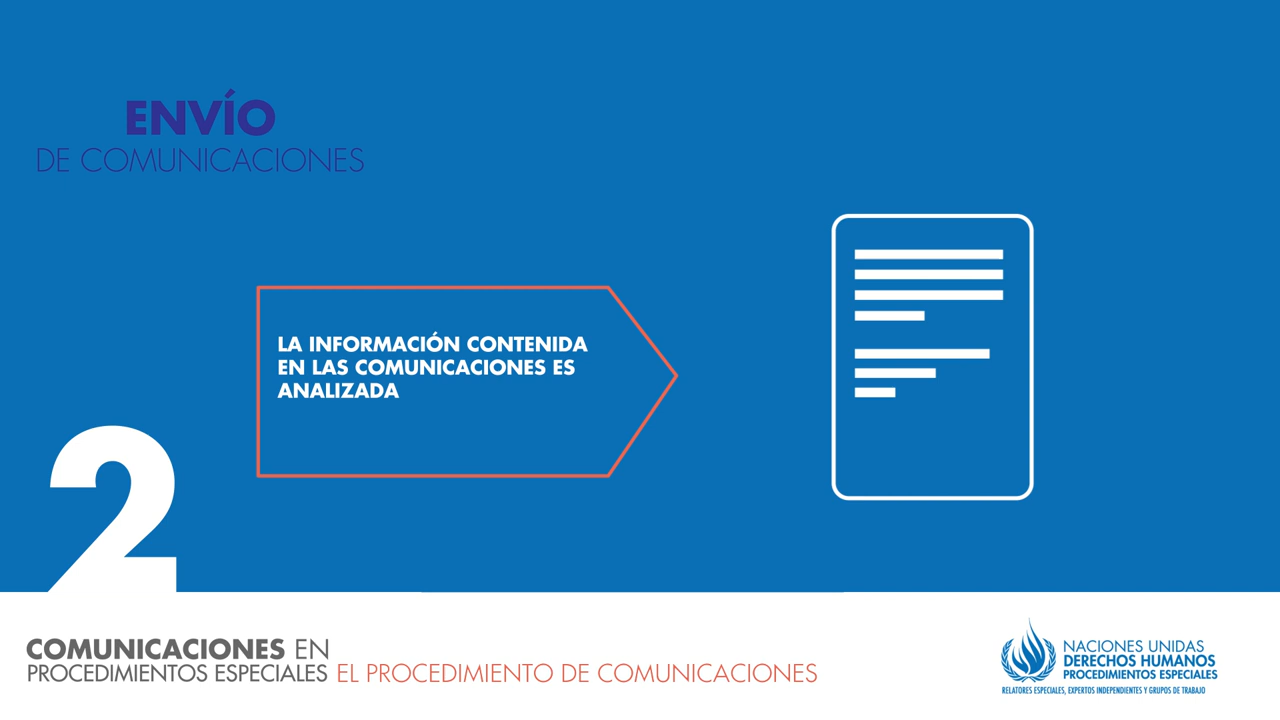 ENVÍO
DE COMUNICACIONES
LA INFORMACIÓN CONTENIDA
EN LAS COMUNICACIONES ES
ANALIZADA
2
COMUNICACIONES EN
PROCEDIMIENTOS ESPECIALES EL PROCEDIMIENTO DE COMUNICACIONES
NACIONES UNIDAS
DERECHOS HUMANOS
PROCEDIMIENTOS ESPECIALES
RELATORES ESPECIALES, EXPERTOS INDEPENDIENTES Y GRUPOS DE TRABAJO